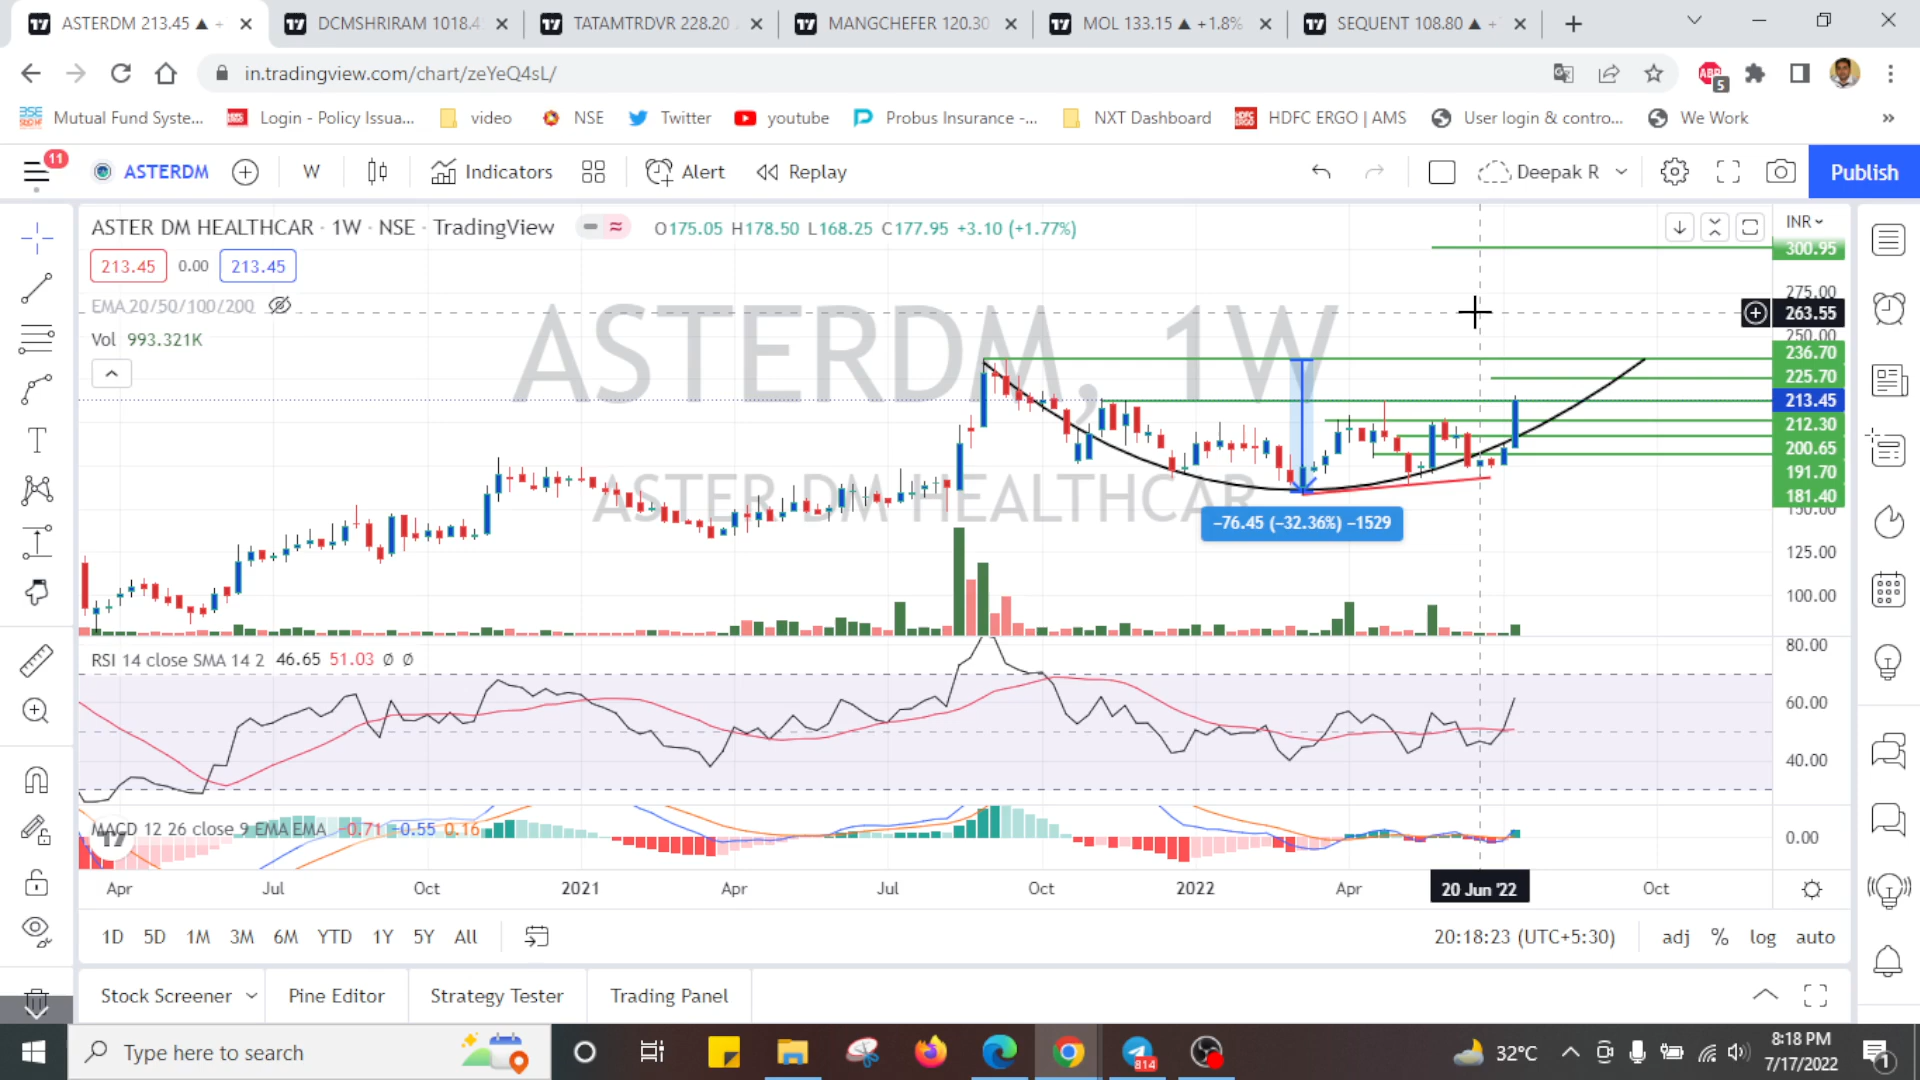 ASTERDM 213.45 ▲ +
DCMSHRIRAM 1018.4
TATAMTRDVR 228.20
MANGCHEFER 120.30
MOL 133.15 ▲ +1.8%
SEQUENT 108.80 ▲ +
in.tradingview.com/chart/zeYeQ4sL/
ABP 5
Mutual Fund Syste...
Login - Policy Issua...
video
NSE
Twitter
youtube
Probus Insurance -...
NXT Dashboard
HDFC ERGO | AMS
User login & contro...
We Work
»
11
ASTERDM
W
Indicators
Alert
Replay
Deepak R
Publish
ASTER DM HEALTHCAR · 1W · NSE · TradingView
O175.05 H178.50 L168.25 C177.95 +3.10 (+1.77%)
INR
213.45 0.00 213.45
EMA 20/50/100/200
Vol 993.321K
ASTERDM, 1W
ASTER DM HEALTHCAR
300.95
275.00
263.55
250.00
236.70
225.70
213.45
212.30
200.65
191.70
181.40
150.00
125.00
100.00
−76.45 (−32.36%) −1529
RSI 14 close SMA 14 2 46.65 51.03 Ø Ø
80.00
60.00
40.00
MACD 12 26 close 9 EMA EMA −0.71 −0.55 0.16
0.00
Apr Jul Oct 2021 Apr Jul Oct 2022 Apr 20 Jun '22 Oct
1D 5D 1M 3M 6M YTD 1Y 5Y All
20:18:23 (UTC+5:30)
adj % log auto
Stock Screener
Pine Editor
Strategy Tester
Trading Panel
Type here to search
814
32°C
8:18 PM
7/17/2022
1